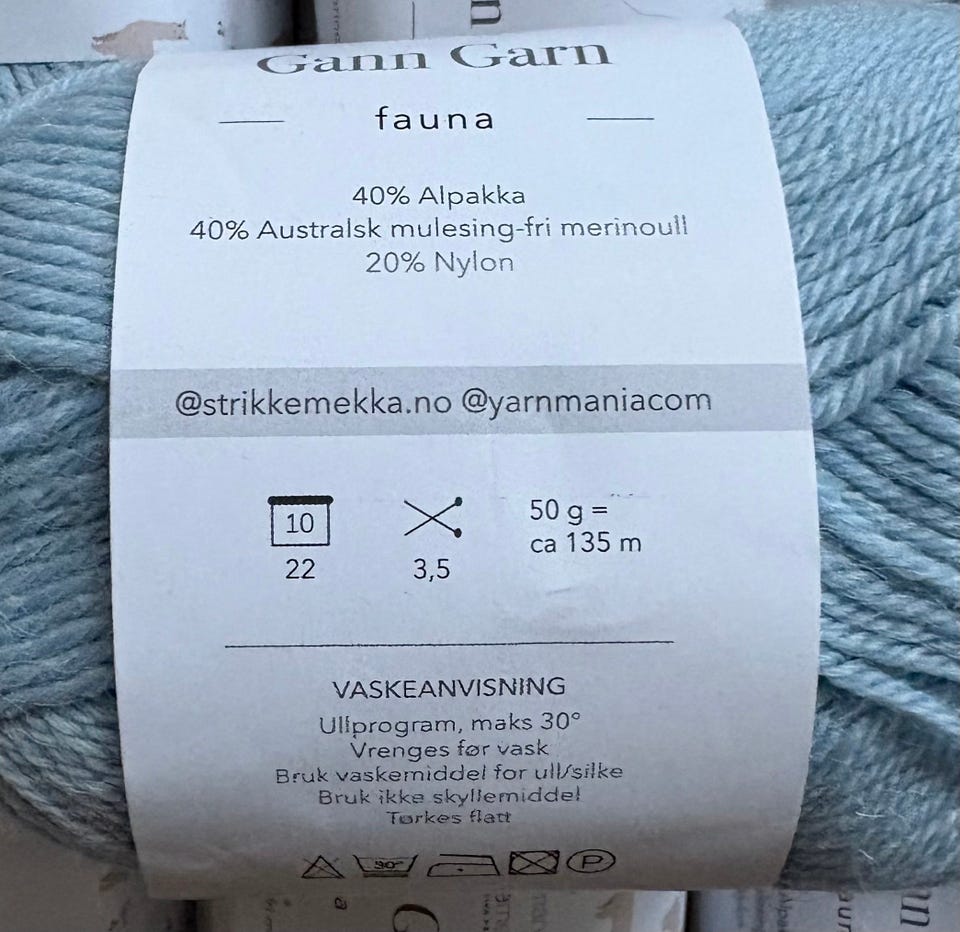 Gann Garn
fauna
40% Alpakka
40% Australsk mulesing-fri merinoull
20% Nylon
@strikkemekka.no @yarnmaniacom
10
22
3,5
50 g =
ca 135 m
VASKEANVISNING
Ullprogram, maks 30°
Vrenges før vask
Bruk vaskemiddel for ull/silke
Bruk ikke skyllemiddel
Tørkes flatt
30° P